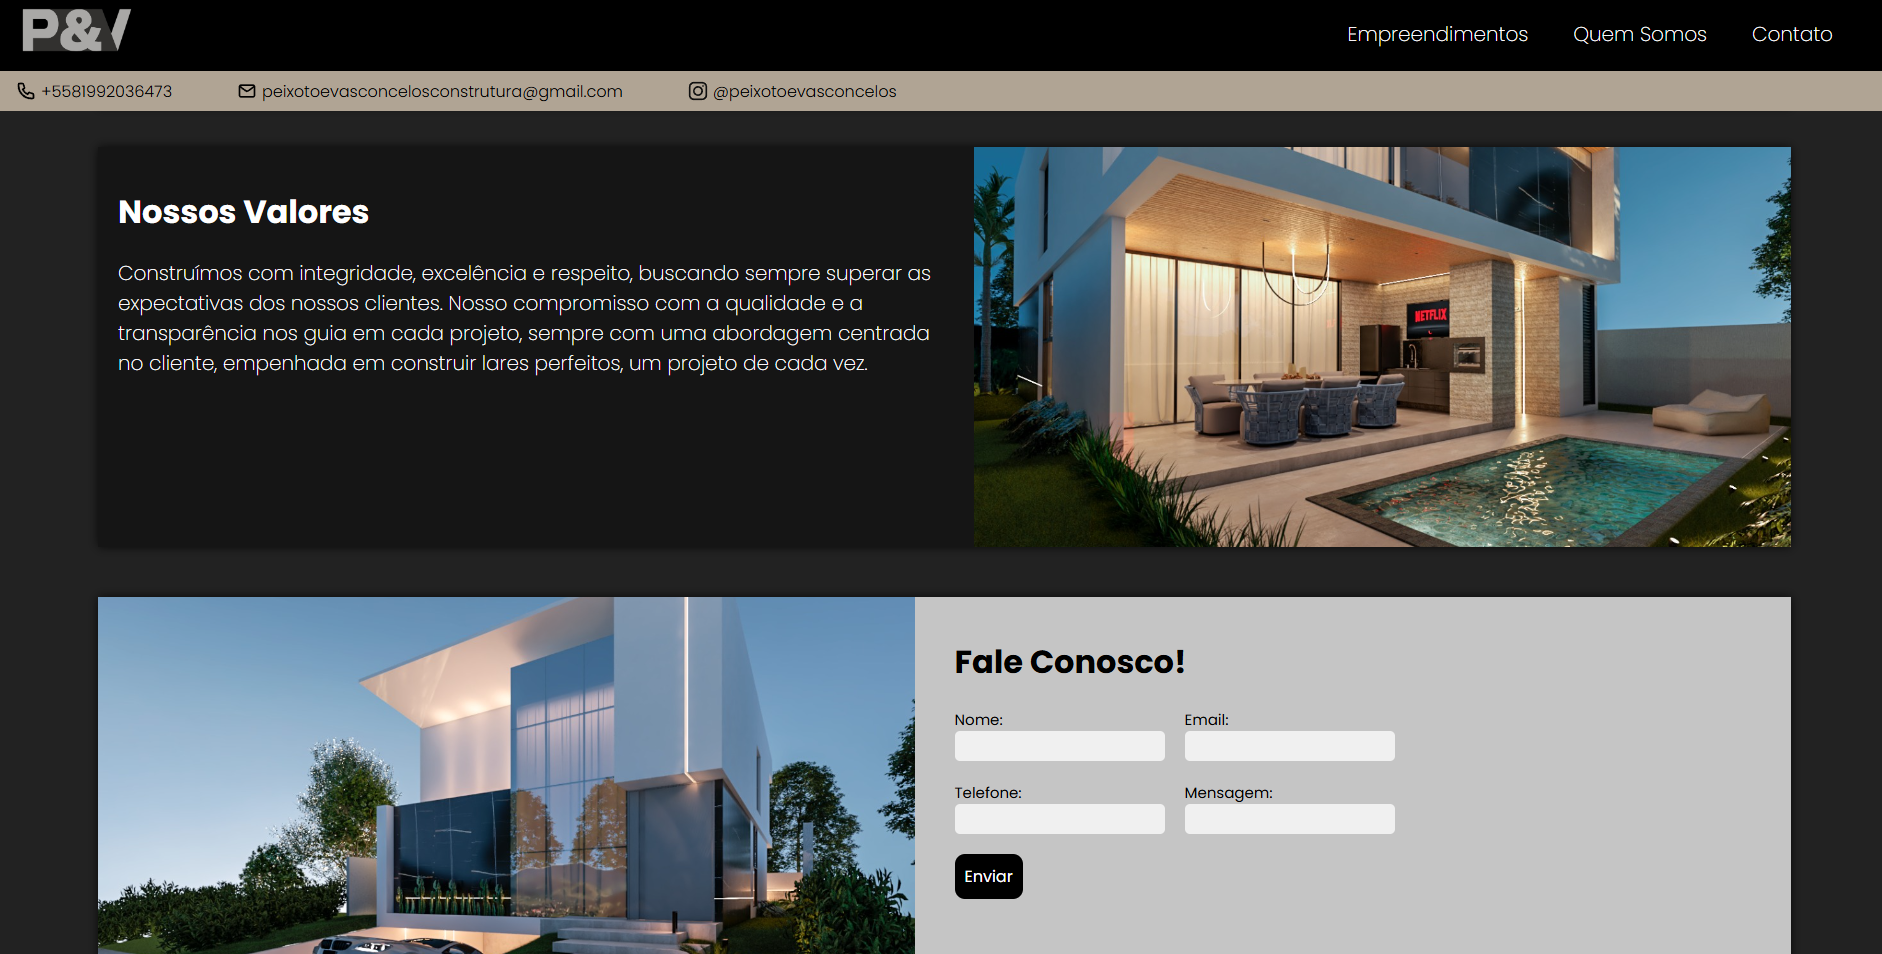 P&V
Empreendimentos
Quem Somos
Contato
+5581992036473
peixotoevasconcelosconstrutura@gmail.com
@peixotoevasconcelos
Nossos Valores
Construímos com integridade, excelência e respeito, buscando sempre superar as
expectativas dos nossos clientes. Nosso compromisso com a qualidade e a
transparência nos guia em cada projeto, sempre com uma abordagem centrada
no cliente, empenhada em construir lares perfeitos, um projeto de cada vez.
NETFLIX
Fale Conosco!
Nome:
Email:
Telefone:
Mensagem:
Enviar